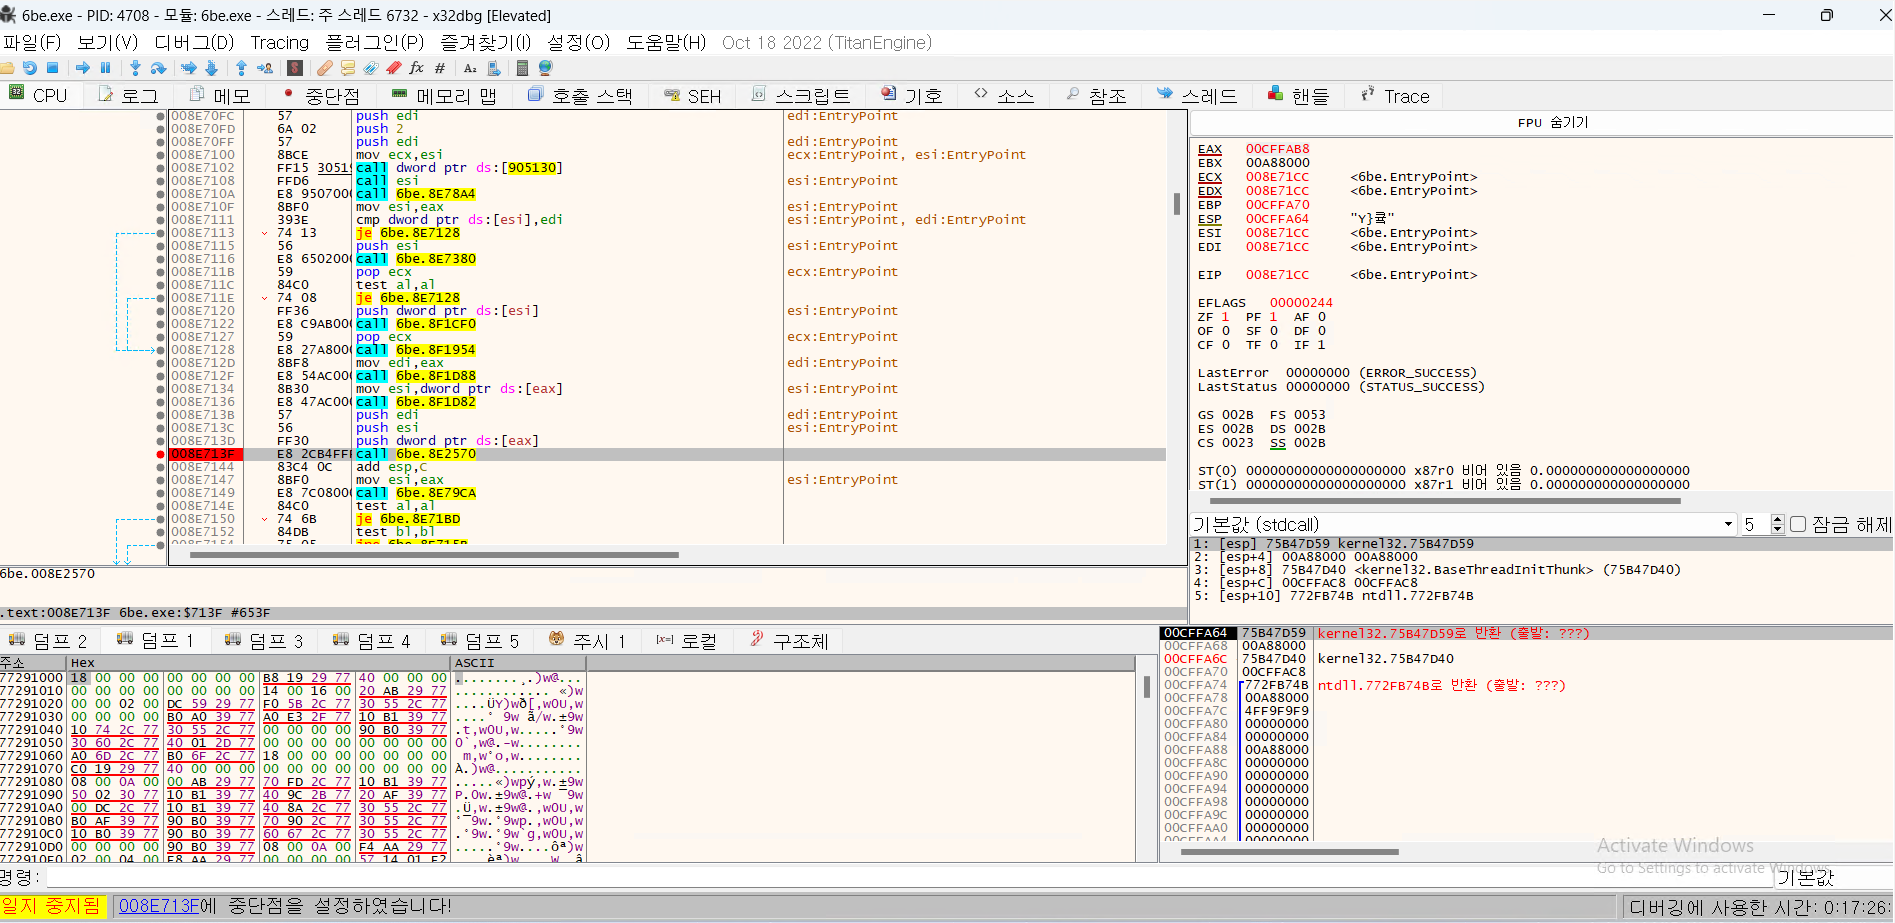 6be.exe - PID: 4708 - 모듈: 6be.exe - 스레드: 주 스레드 6732 - x32dbg [Elevated]
파일(F) 보기(V) 디버그(D) Tracing 플러그인(P) 즐겨찾기(I) 설정(O) 도움말(H) Oct 18 2022 (TitanEngine)
CPU 로그 메모 중단점 메모리 맵 호출 스택 SEH 스크립트 기호 소스 참조 스레드 핸들 Trace
008E70FC 57 push edi edi:EntryPoint
008E70FD 6A 02 push 2
008E70FF 57 push edi edi:EntryPoint
008E7100 8BCE mov ecx,esi ecx:EntryPoint, esi:EntryPoint
008E7102 FF15 3051 call dword ptr ds:[905130]
008E7108 FFD6 call esi esi:EntryPoint
008E710A E8 950700 call 6be.8E78A4
008E710F 8BF0 mov esi,eax esi:EntryPoint
008E7111 393E cmp dword ptr ds:[esi],edi esi:EntryPoint, edi:EntryPoint
008E7113 74 13 je 6be.8E7128
008E7115 56 push esi esi:EntryPoint
008E7116 E8 650200 call 6be.8E7380
008E711B 59 pop ecx ecx:EntryPoint
008E711C 84C0 test al,al
008E711E 74 08 je 6be.8E7128
008E7120 FF36 push dword ptr ds:[esi] esi:EntryPoint
008E7122 E8 C9AB00 call 6be.8F1CF0
008E7127 59 pop ecx ecx:EntryPoint
008E7128 E8 27A800 call 6be.8F1954
008E712D 8BF8 mov edi,eax edi:EntryPoint
008E712F E8 54AC00 call 6be.8F1D88
008E7134 8B30 mov esi,dword ptr ds:[eax] esi:EntryPoint
008E7136 E8 47AC00 call 6be.8F1D82
008E713B 57 push edi edi:EntryPoint
008E713C 56 push esi esi:EntryPoint
008E713D FF30 push dword ptr ds:[eax]
008E713F E8 2CB4FF call 6be.8E2570
008E7144 83C4 0C add esp,C
008E7147 8BF0 mov esi,eax esi:EntryPoint
008E7149 E8 7C0800 call 6be.8E79CA
008E714E 84C0 test al,al
008E7150 74 6B je 6be.8E71BD
008E7152 84DB test bl,bl
6be.008E2570
.text:008E713F 6be.exe:$713F #653F
FPU 숨기기
EAX 00CFFAB8
EBX 00A88000
ECX 008E71CC <6be.EntryPoint>
EDX 008E71CC <6be.EntryPoint>
EBP 00CFFA70
ESP 00CFFA64
ESI 008E71CC <6be.EntryPoint>
EDI 008E71CC <6be.EntryPoint>
EIP 008E71CC <6be.EntryPoint>
EFLAGS 00000244
ZF 1 PF 1 AF 0
OF 0 SF 0 DF 0
CF 0 TF 0 IF 1
LastError 00000000 (ERROR_SUCCESS)
LastStatus 00000000 (STATUS_SUCCESS)
GS 002B FS 0053
ES 002B DS 002B
CS 0023 SS 002B
ST(0) 00000000000000000000 x87r0 비어 있음 0.000000000000000000
ST(1) 00000000000000000000 x87r1 비어 있음 0.000000000000000000
기본값 (stdcall) 5 잠금 해제
1: [esp] 75B47D59 kernel32.75B47D59
2: [esp+4] 00A88000 00A88000
3: [esp+8] 75B47D40 <kernel32.BaseThreadInitThunk> (75B47D40)
4: [esp+C] 00CFFAC8 00CFFAC8
5: [esp+10] 772FB74B ntdll.772FB74B
덤프 2 덤프 1 덤프 3 덤프 4 덤프 5 주시 1 [x=] 로컬 구조체
주소 Hex ASCII
77291000 18 00 00 00 00 00 00 00 B8 19 29 77 40 00 00 00
77291010 00 00 00 00 00 00 00 00 14 00 16 00 20 AB 29 77
77291020 00 00 02 00 DC 59 29 77 F0 5B 2C 77 30 55 2C 77
77291030 00 00 00 00 B0 A0 39 77 A0 E3 2F 77 10 B1 39 77
77291040 10 74 2C 77 30 55 2C 77 00 00 00 00 90 B0 39 77
77291050 30 60 2C 77 40 01 2D 77 00 00 00 00 00 00 00 00
77291060 A0 6D 2C 77 B0 6F 2C 77 18 00 00 00 00 00 00 00
77291070 C0 19 29 77 40 00 00 00 00 00 00 00 00 00 00 00
77291080 08 00 0A 00 00 AB 29 77 70 FD 2C 77 10 B1 39 77
77291090 50 02 30 77 10 B1 39 77 40 9C 2B 77 20 AF 39 77
772910A0 00 DC 2C 77 10 B1 39 77 40 8A 2C 77 30 55 2C 77
772910B0 B0 AF 39 77 90 B0 39 77 70 90 2C 77 30 55 2C 77
772910C0 10 B0 39 77 90 B0 39 77 60 67 2C 77 30 55 2C 77
772910D0 00 00 00 00 90 B0 39 77 08 00 0A 00 F4 AA 29 77
772910E0 02 00 04 00 E8 AA 29 77 00 00 00 00 57 14 01 E2
00CFFA64 75B47D59 kernel32.75B47D59로 반환 (출발: ???)
00CFFA68 00A88000
00CFFA6C 75B47D40 kernel32.75B47D40
00CFFA70 00CFFAC8
00CFFA74 772FB74B ntdll.772FB74B로 반환 (출발: ???)
00CFFA78 00A88000
00CFFA7C 4FF9F9F9
00CFFA80 00000000
00CFFA84 00000000
00CFFA88 00A88000
00CFFA8C 00000000
00CFFA90 00000000
00CFFA94 00000000
00CFFA98 00000000
00CFFA9C 00000000
00CFFAA0 00000000
00CFFAA4 00000000
Activate Windows
Go to Settings to activate Windows.
명령: 기본값
일지 중지됨 008E713F에 중단점을 설정하였습니다! 디버깅에 사용한 시간: 0:17:26: